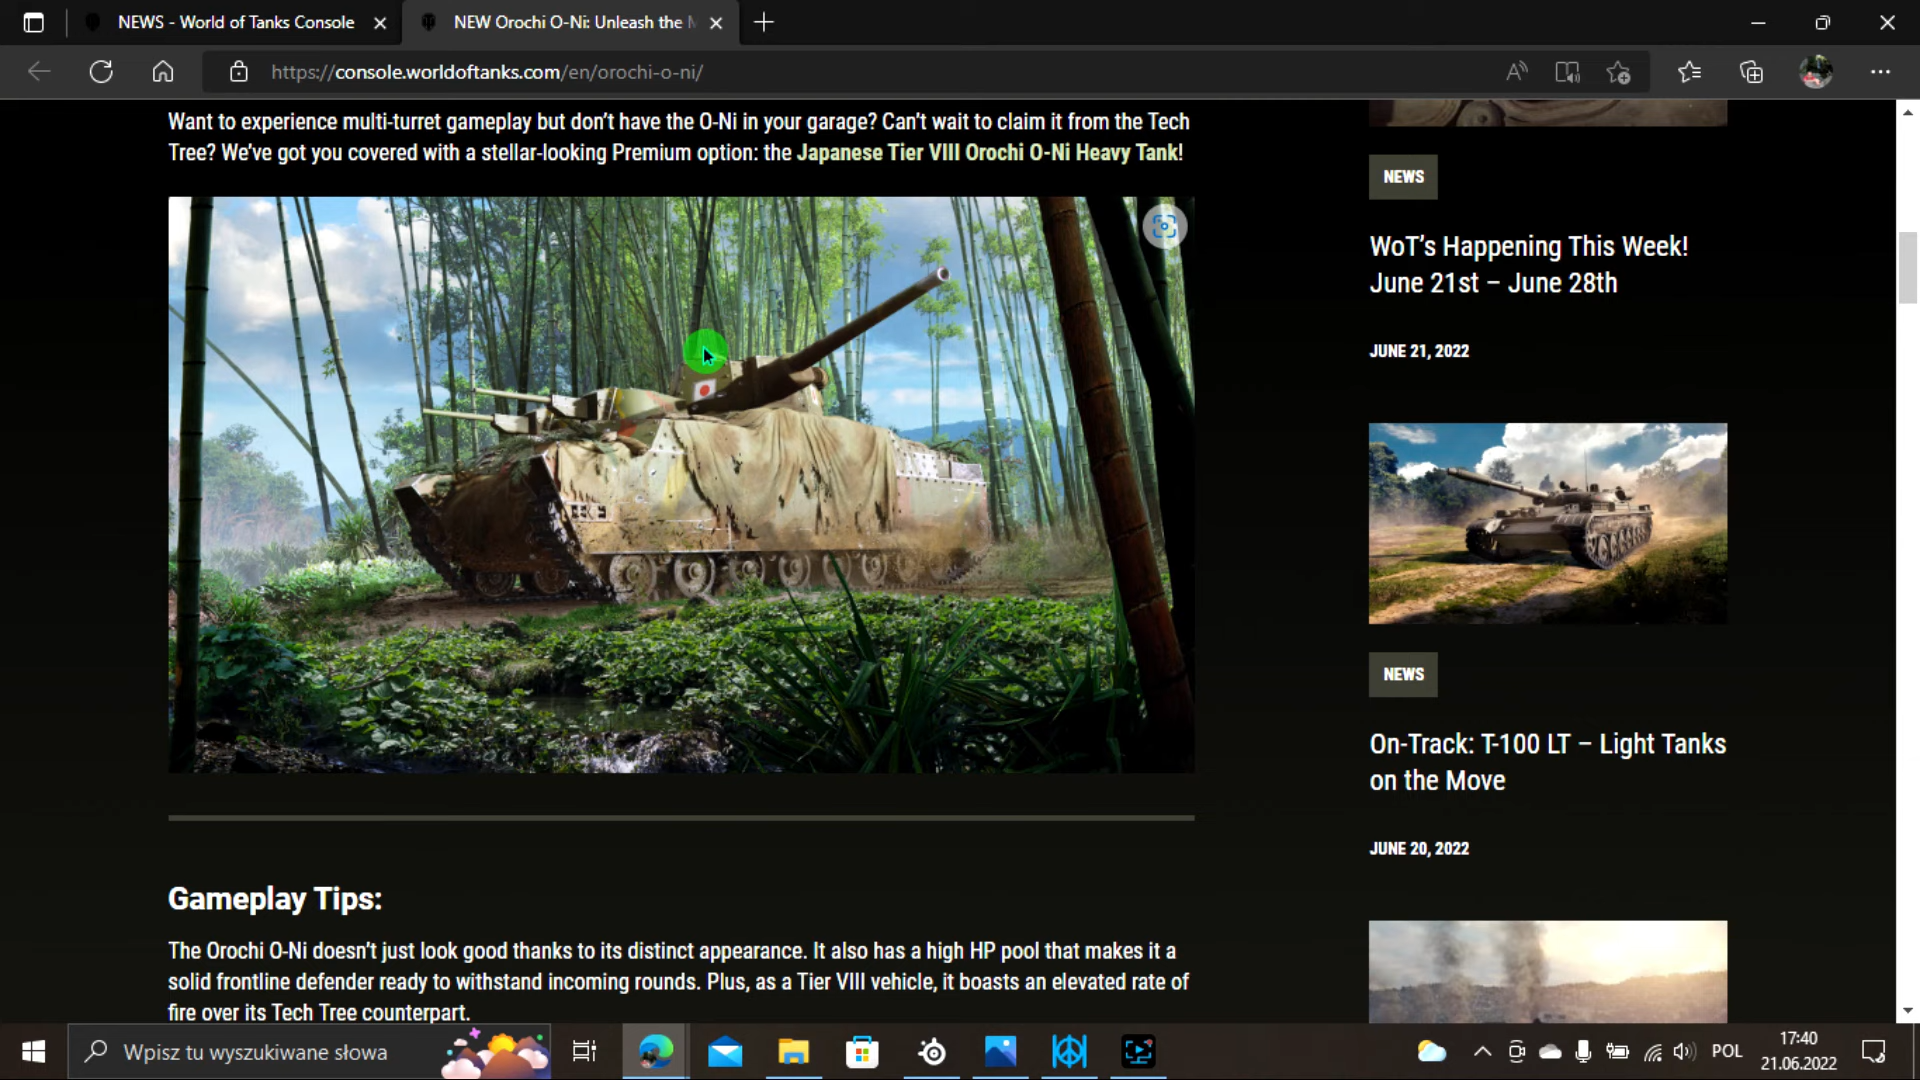 NEWS - World of Tanks Console
NEW Orochi O-Ni: Unleash the M
https://console.worldoftanks.com/en/orochi-o-ni/
Want to experience multi-turret gameplay but don't have the O-Ni in your garage? Can't wait to claim it from the Tech
Tree? We've got you covered with a stellar-looking Premium option: the Japanese Tier VIII Orochi O-Ni Heavy Tank!
Gameplay Tips:
The Orochi O-Ni doesn't just look good thanks to its distinct appearance. It also has a high HP pool that makes it a
solid frontline defender ready to withstand incoming rounds. Plus, as a Tier VIII vehicle, it boasts an elevated rate of
fire over its Tech Tree counterpart.
NEWS
WoT's Happening This Week!
June 21st – June 28th
JUNE 21, 2022
NEWS
On-Track: T-100 LT – Light Tanks
on the Move
JUNE 20, 2022
Wpisz tu wyszukiwane słowa
POL
17:40
21.06.2022